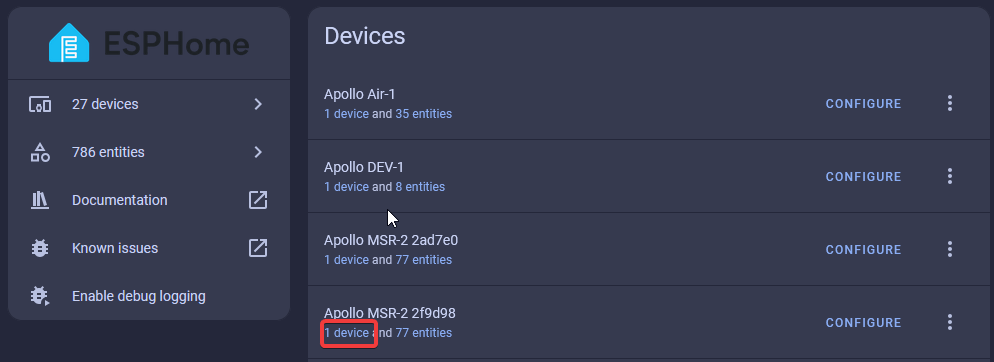 ESPHome
27 devices
786 entities
Documentation
Known issues
Enable debug logging
Devices
Apollo Air-1
1 device and 35 entities
CONFIGURE
Apollo DEV-1
1 device and 8 entities
CONFIGURE
Apollo MSR-2 2ad7e0
1 device and 77 entities
CONFIGURE
Apollo MSR-2 2f9d98
1 device and 77 entities
CONFIGURE